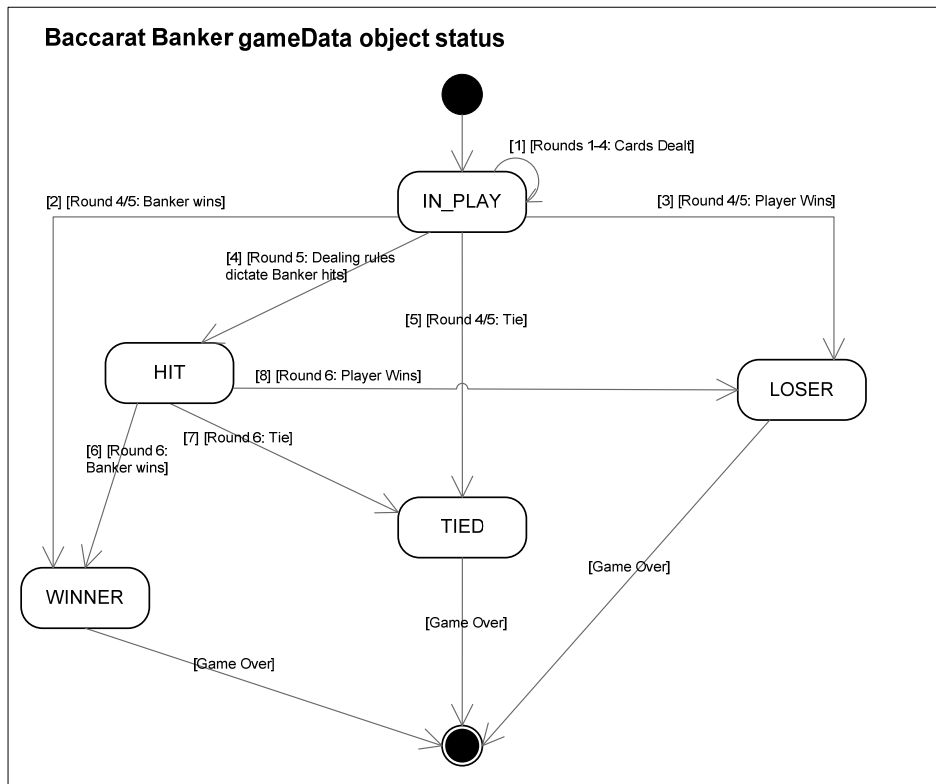 Baccarat Banker gameData object status
[1] [Rounds 1-4: Cards Dealt]
IN_PLAY
[2] [Round 4/5: Banker wins]
[3] [Round 4/5: Player Wins]
[4] [Round 5: Dealing rules
dictate Banker hits]
[5] [Round 4/5: Tie]
HIT
[8] [Round 6: Player Wins]
LOSER
[7] [Round 6: Tie]
[6] [Round 6:
Banker wins]
TIED
WINNER
[Game Over]
[Game Over]
[Game Over]